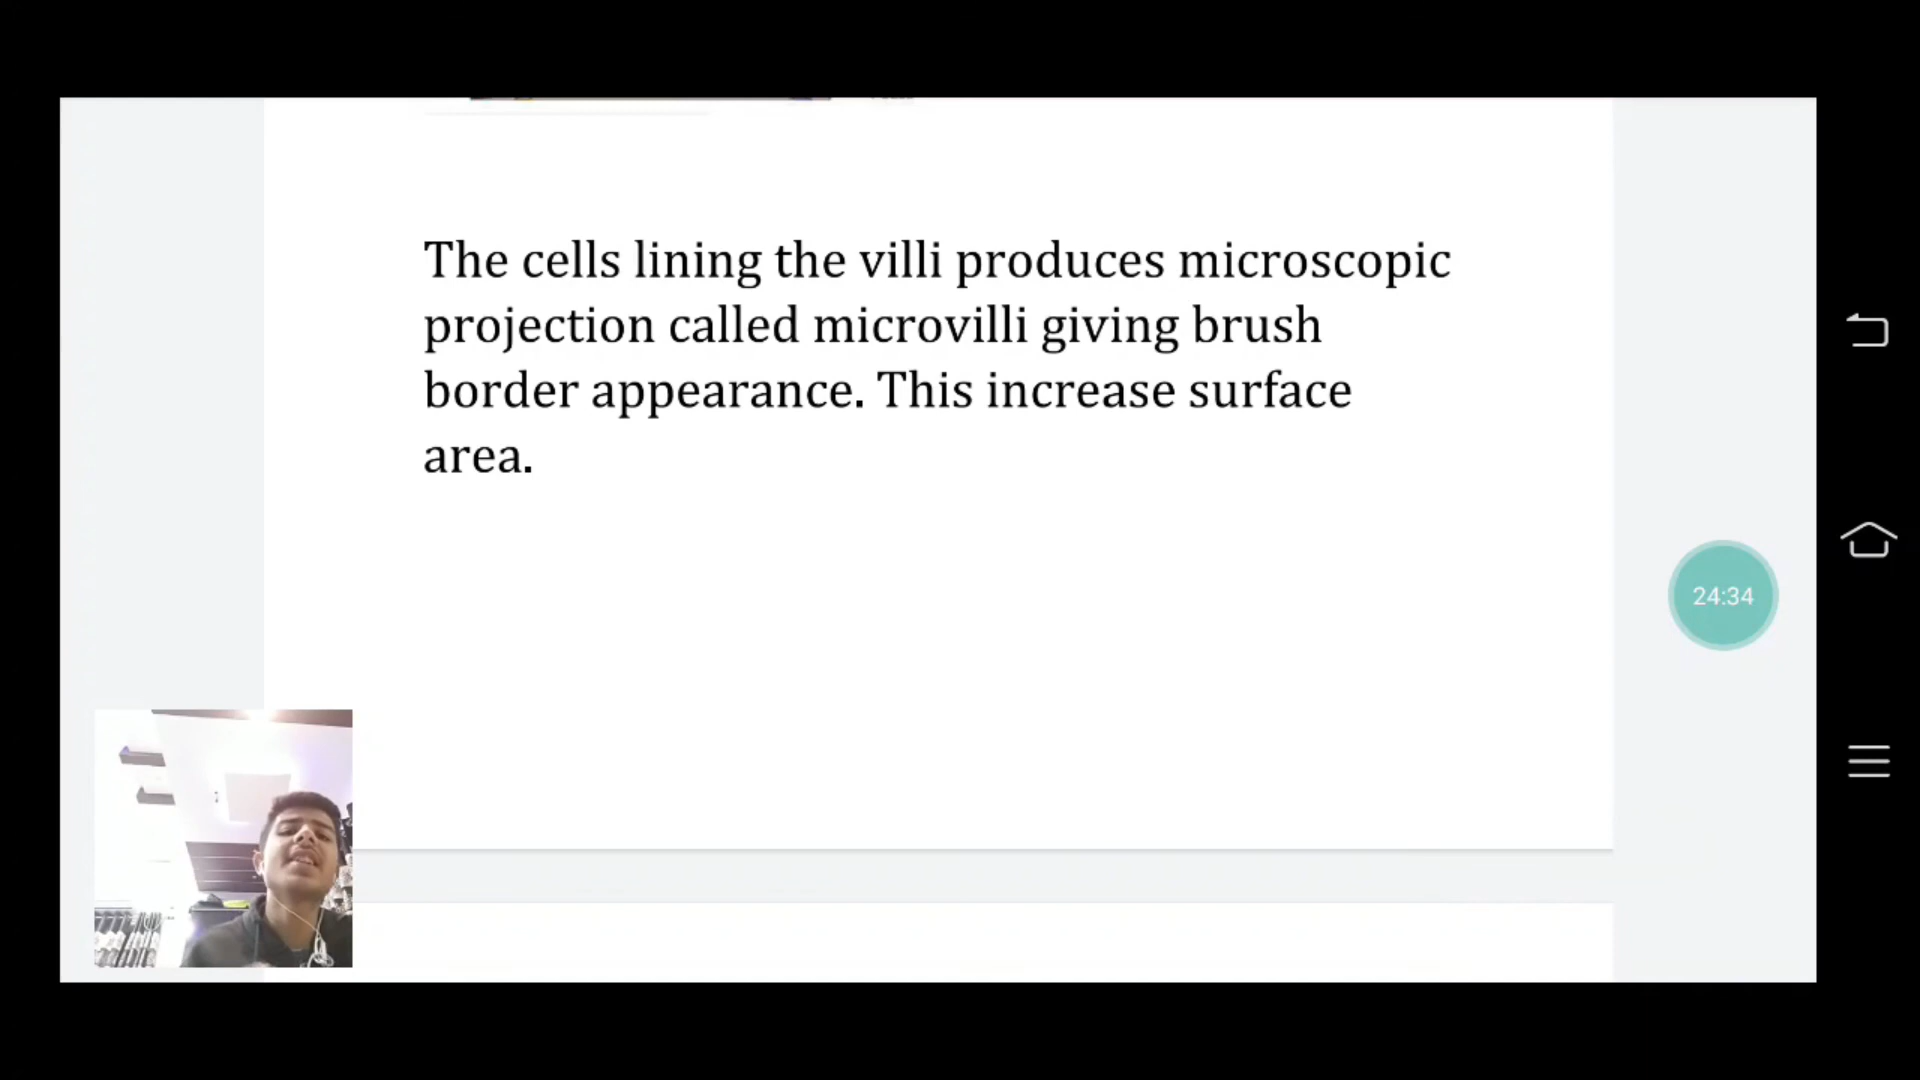 The cells lining the villi produces microscopic
projection called microvilli giving brush
border appearance. This increase surface
area.
24:34